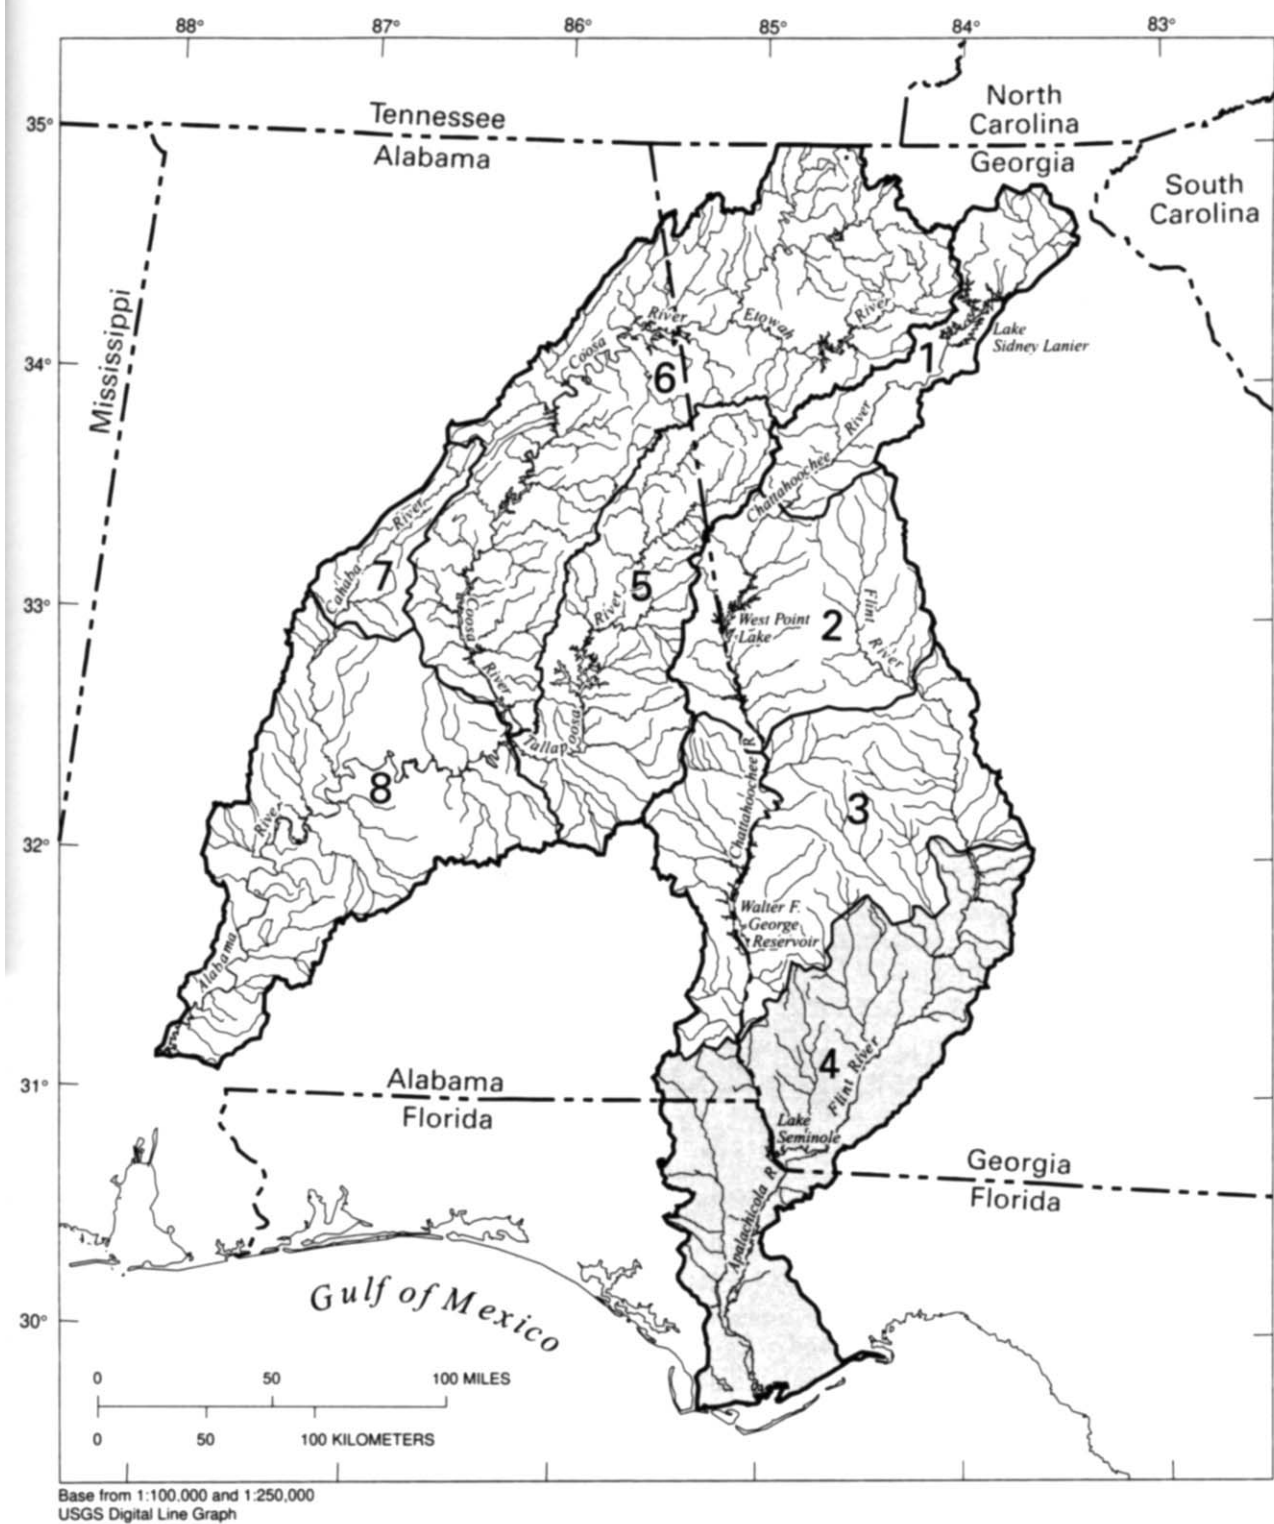 88° 87° 86° 85° 84° 83°
35°
Tennessee
Alabama
North
Carolina
Georgia
South
Carolina
Mississippi
34°
Coosa
River
Etowah
River
6
1
Lake
Sidney Lanier
River
Chattahoochee
River
Cahaba
7
33°
5
River
Coosa
River
West Point
Lake
2
Flint
River
Tallapoosa
8
River
Chattahoochee R
3
32°
Walter F.
George
Reservoir
Alabama
4
Flint River
31°
Alabama
Florida
Lake
Seminole
Georgia
Florida
Apalachicola R
Gulf of Mexico
30°
0 50 100 MILES
0 50 100 KILOMETERS
Base from 1:100.000 and 1:250,000
USGS Digital Line Graph